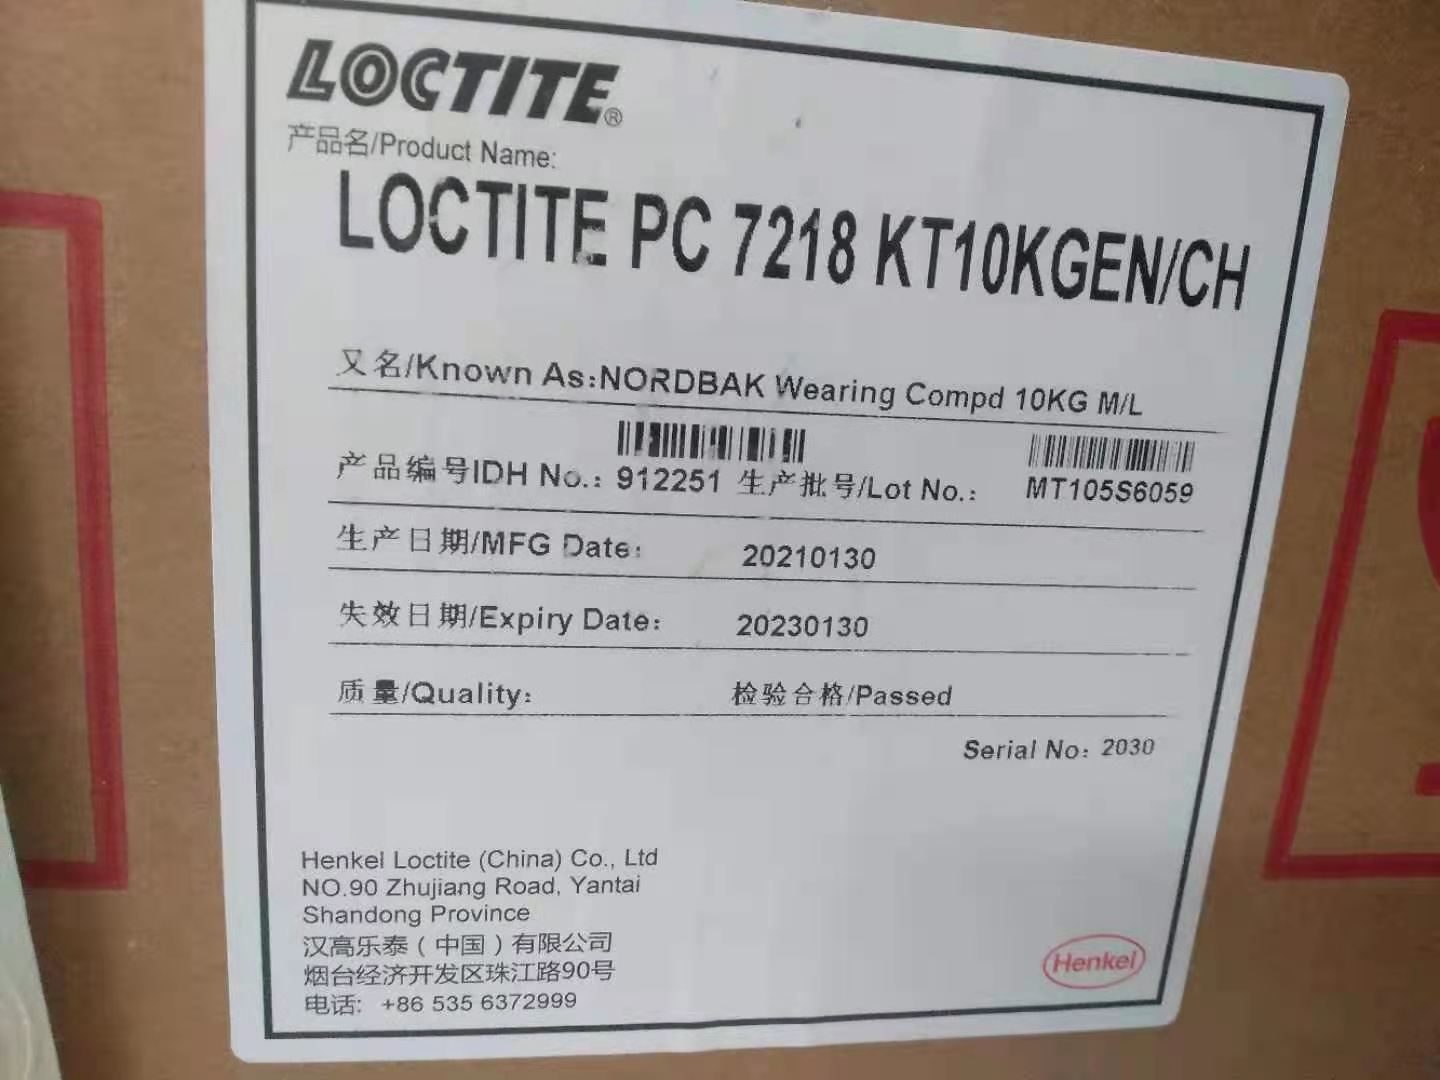 LOCTITE®
产品名/Product Name:
LOCTITE PC 7218 KT10KGEN/CH
又名/Known As:NORDBAK Wearing Compd 10KG M/L
产品编号IDH No.: 912251 生产批号/Lot No.: MT105S6059
生产日期/MFG Date: 20210130
失效日期/Expiry Date: 20230130
质量/Quality: 检验合格/Passed
Serial No: 2030
Henkel Loctite (China) Co., Ltd
NO.90 Zhujiang Road, Yantai
Shandong Province
汉高乐泰（中国）有限公司
烟台经济开发区珠江路90号
电话: +86 535 6372999
Henkel